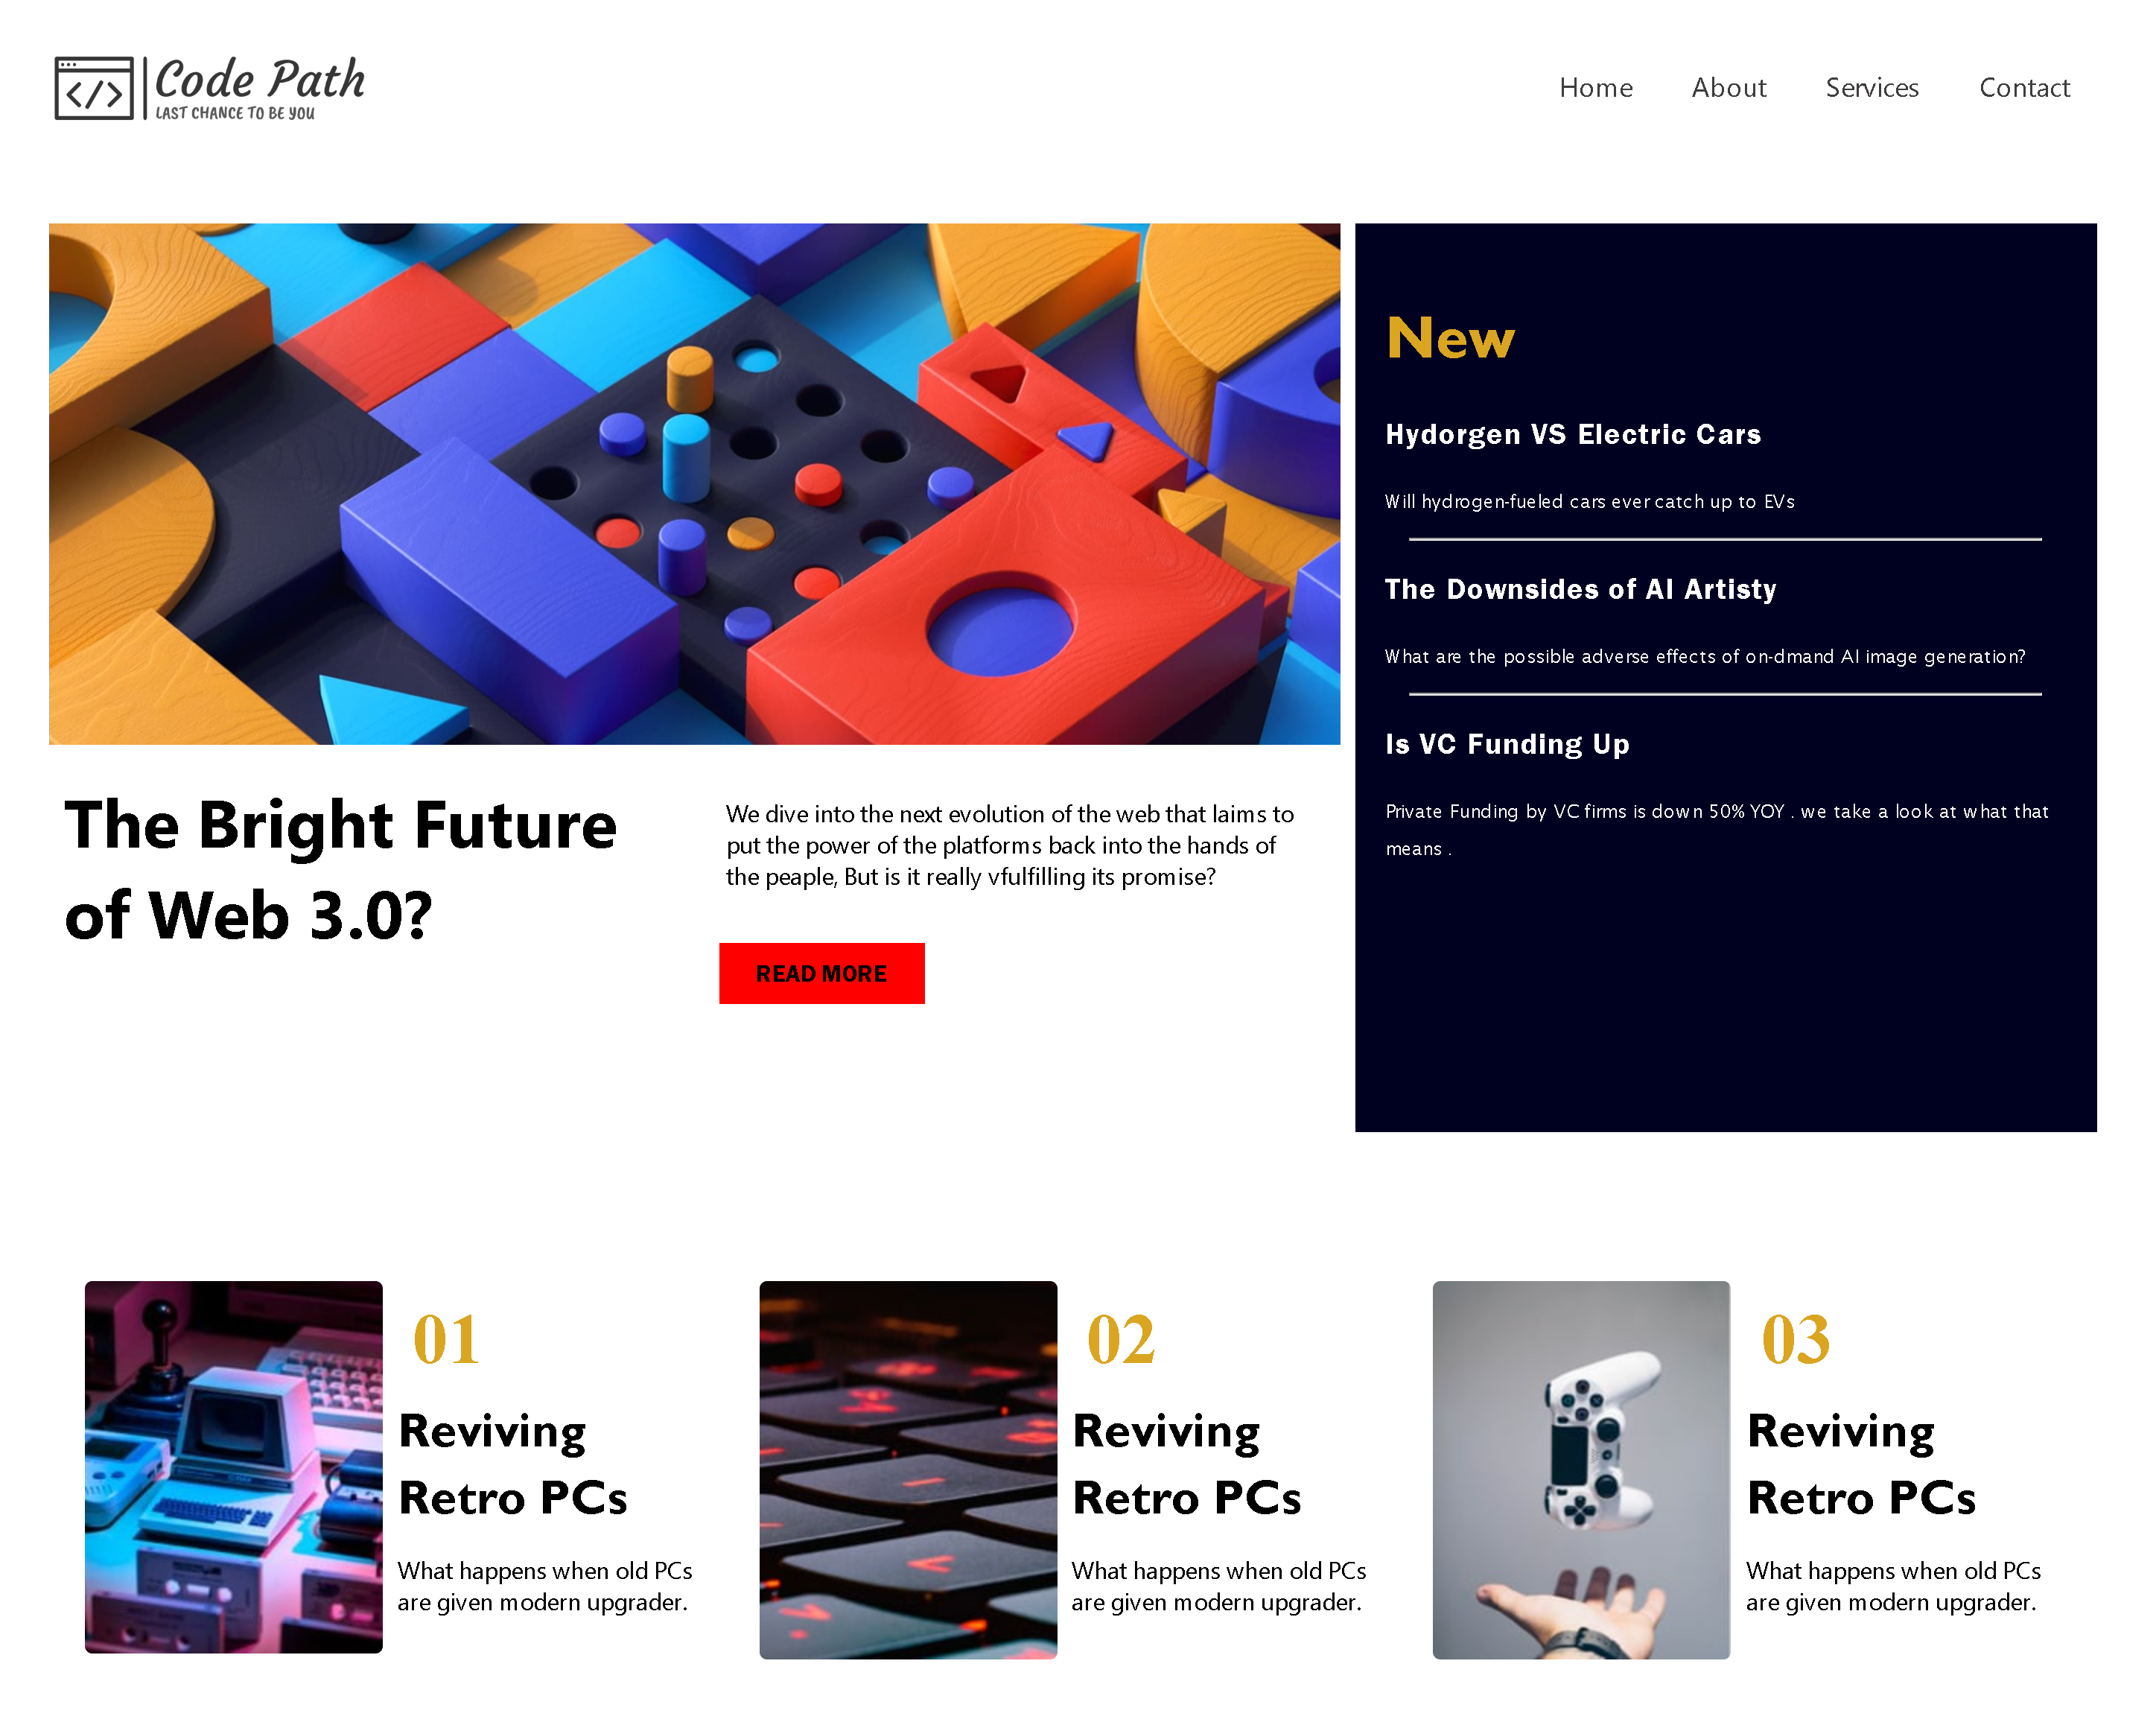 Code Path
LAST CHANCE TO BE YOU
Home About Services Contact
The Bright Future
of Web 3.0?
We dive into the next evolution of the web that laims to
put the power of the platforms back into the hands of
the peaple, But is it really vfulfilling its promise?
READ MORE
New
Hydorgen VS Electric Cars
Will hydrogen-fueled cars ever catch up to EVs
The Downsides of AI Artisty
What are the possible adverse effects of on-dmand AI image generation?
Is VC Funding Up
Private Funding by VC firms is down 50% YOY . we take a look at what that
means .
01
Reviving
Retro PCs
What happens when old PCs
are given modern upgrader.
02
Reviving
Retro PCs
What happens when old PCs
are given modern upgrader.
03
Reviving
Retro PCs
What happens when old PCs
are given modern upgrader.